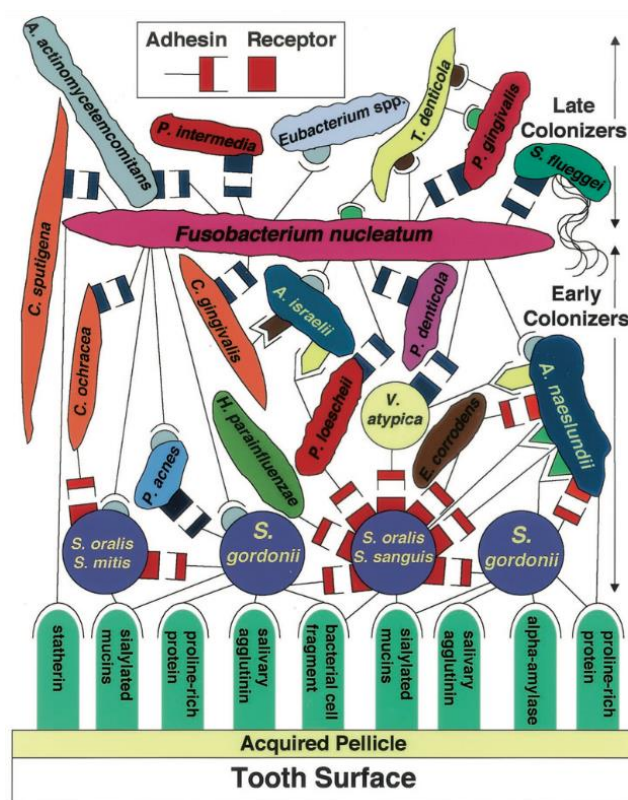 Adhesin Receptor
A. actinomycetemcomitans
P. intermedia
Eubacterium spp.
T. denticola
P. gingivalis
Late
Colonizers
S. flueggei
C. sputigena
Fusobacterium nucleatum
C. ochracea
C. gingivalis
A. israelii
P. denticola
Early
Colonizers
P. acnes
H. parainfluenzae
P. loescheii
V.
atypica
E. corrodens
A. naeslundii
S. oralis
S. mitis
S.
gordonii
S. oralis
S. sanguis
S.
gordonii
statherin
sialylated
mucins
proline-rich
protein
salivary
agglutinin
bacterial cell
fragment
sialylated
mucins
salivary
agglutinin
alpha-amylase
proline-rich
protein
Acquired Pellicle
Tooth Surface